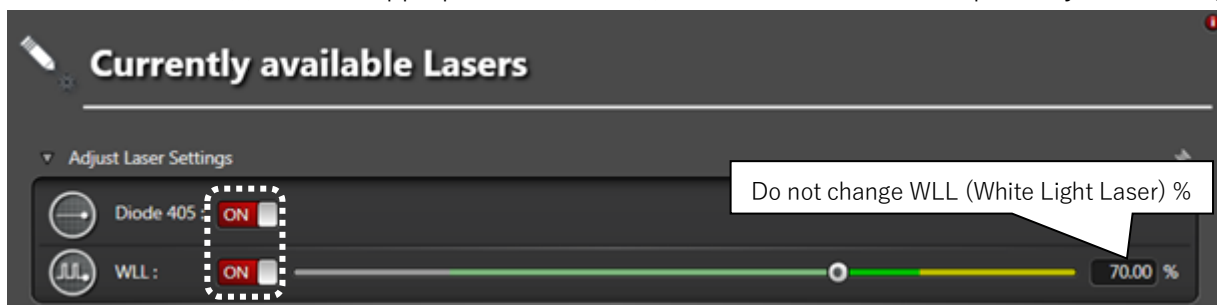 Currently available Lasers
Adjust Laser Settings
Do not change WLL (White Light Laser) %
Diode 405 : ON
WLL : ON 70.00 %